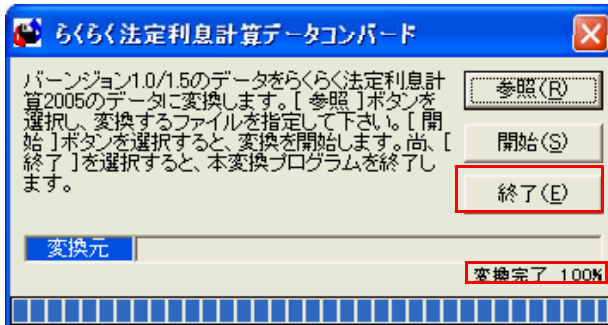 らくらく法定利息計算データコンバード
バーンジョン1.0/1.5のデータをらくらく法定利息計
算2005のデータに変換します。[ 参照 ]ボタンを
選択し、変換するファイルを指定して下さい。[ 開
始 ]ボタンを選択すると、変換を開始します。尚、[
終了 ]を選択すると、本変換プログラムを終了し
ます。
参照(R)
開始(S)
終了(E)
変換元
変換完了 100%